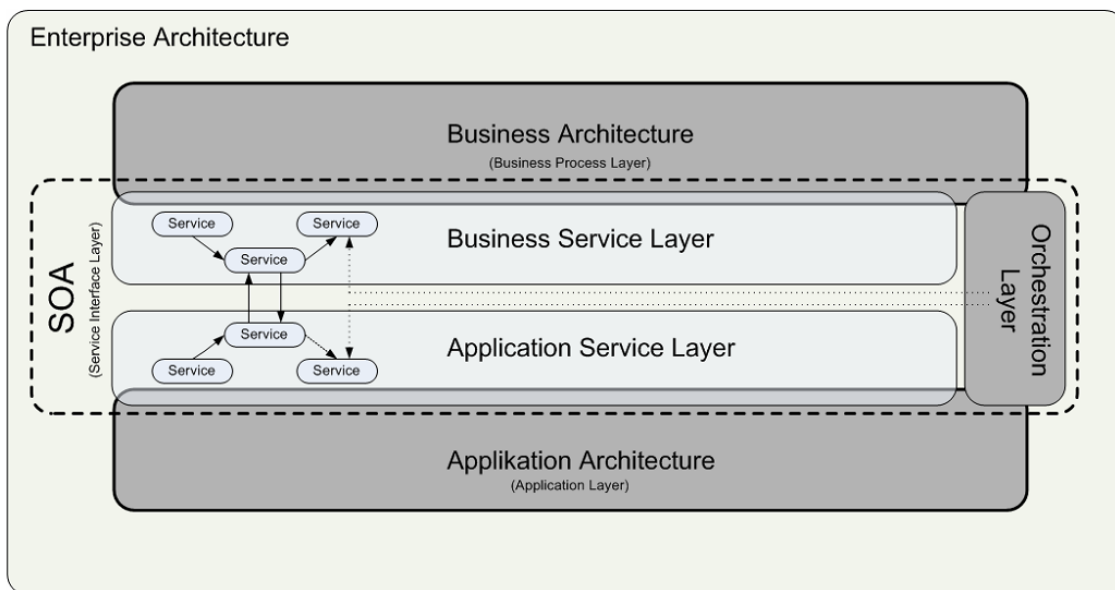 Enterprise Architecture
Business Architecture
(Business Process Layer)
SOA
(Service Interface Layer)
Service
Service
Service
Business Service Layer
Orchestration
Layer
Service
Application Service Layer
Service
Service
Applikation Architecture
(Application Layer)